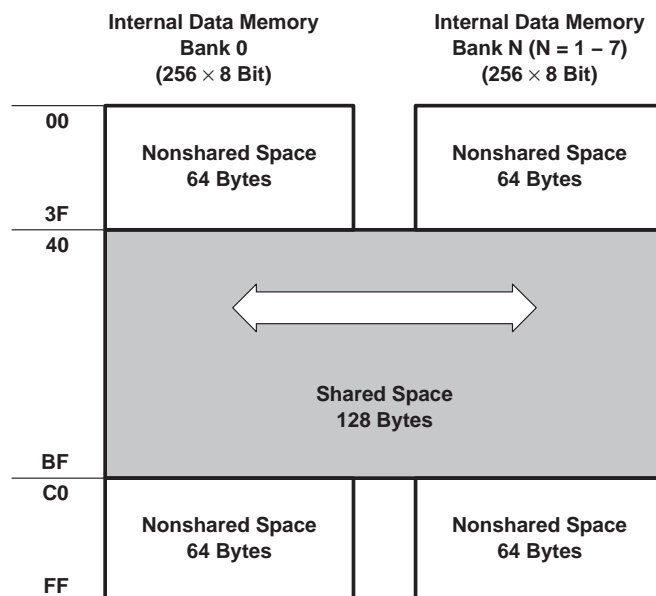 Internal Data Memory
Bank 0
(256 × 8 Bit)
Internal Data Memory
Bank N (N = 1 – 7)
(256 × 8 Bit)
00
Nonshared Space
64 Bytes
Nonshared Space
64 Bytes
3F
40
Shared Space
128 Bytes
BF
C0
Nonshared Space
64 Bytes
Nonshared Space
64 Bytes
FF